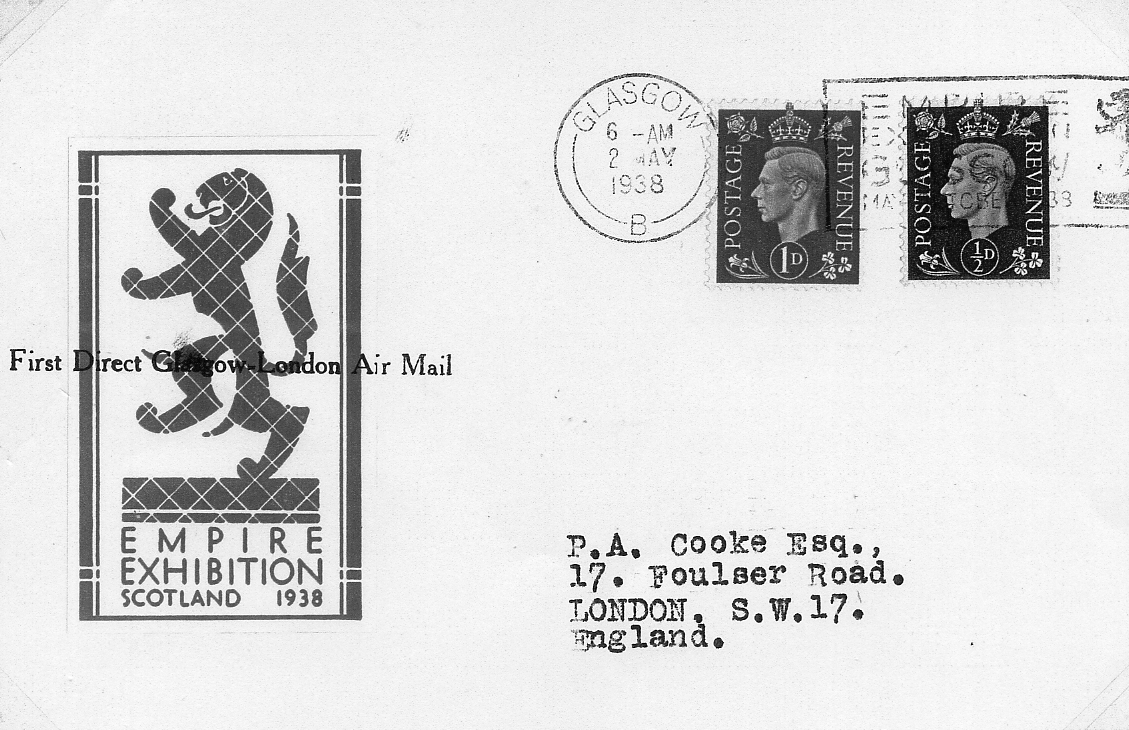 GLASGOW
6 -AM
2 MAY
1938
B
POSTAGE
REVENUE
1D
POSTAGE
REVENUE
½D
EMPIRE
First Direct Glasgow-London Air Mail
EMPIRE
EXHIBITION
SCOTLAND 1938
P.A. Cooke Esq.,
17. Foulser Road.
LONDON, S.W.17.
England.